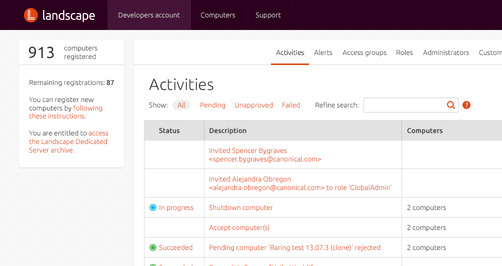 landscape
Developers account
Computers
Support
913 computers registered
Remaining registrations: 87
You can register new
computers by following
these instructions.
You are entitled to access
the Landscape Dedicated
Server archive.
Activities
Alerts
Access groups
Roles
Administrators
Custom
Activities
Show:
All
Pending
Unapproved
Failed
Refine search:
?
Status
Description
Computers
Invited Spencer Bygraves
<spencer.bygraves@canonical.com>
Invited Alejandra Obregon
<alejandra.obregon@canonical.com> to role 'GlobalAdmin'
In progress
Shutdown computer
2 computers
Accept computer(s)
2 computers
Succeeded
Pending computer 'Raring test 13.07.3 (clone)' rejected
2 computers